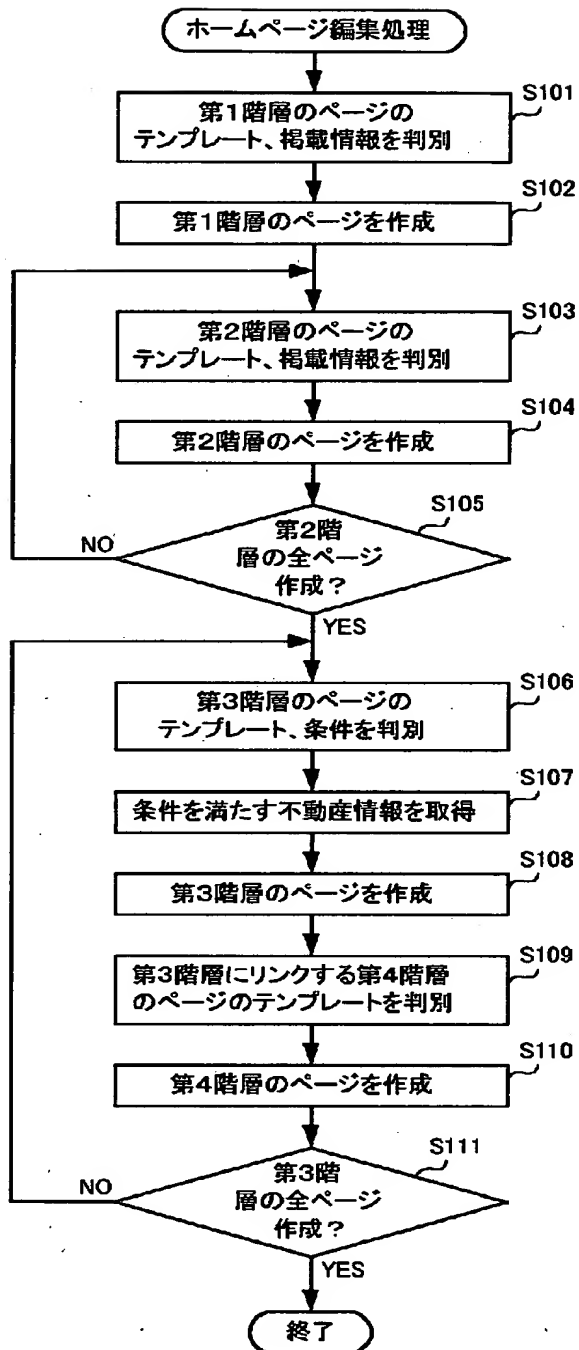 ホームページ編集処理
S101
第1階層のページの
テンプレート、掲載情報を判別
S102
第1階層のページを作成
S103
第2階層のページの
テンプレート、掲載情報を判別
S104
第2階層のページを作成
S105
第2階
層の全ページ
作成?
NO
YES
S106
第3階層のページの
テンプレート、条件を判別
S107
条件を満たす不動産情報を取得
S108
第3階層のページを作成
S109
第3階層にリンクする第4階層
のページのテンプレートを判別
S110
第4階層のページを作成
S111
第3階
層の全ページ
作成?
NO
YES
終了